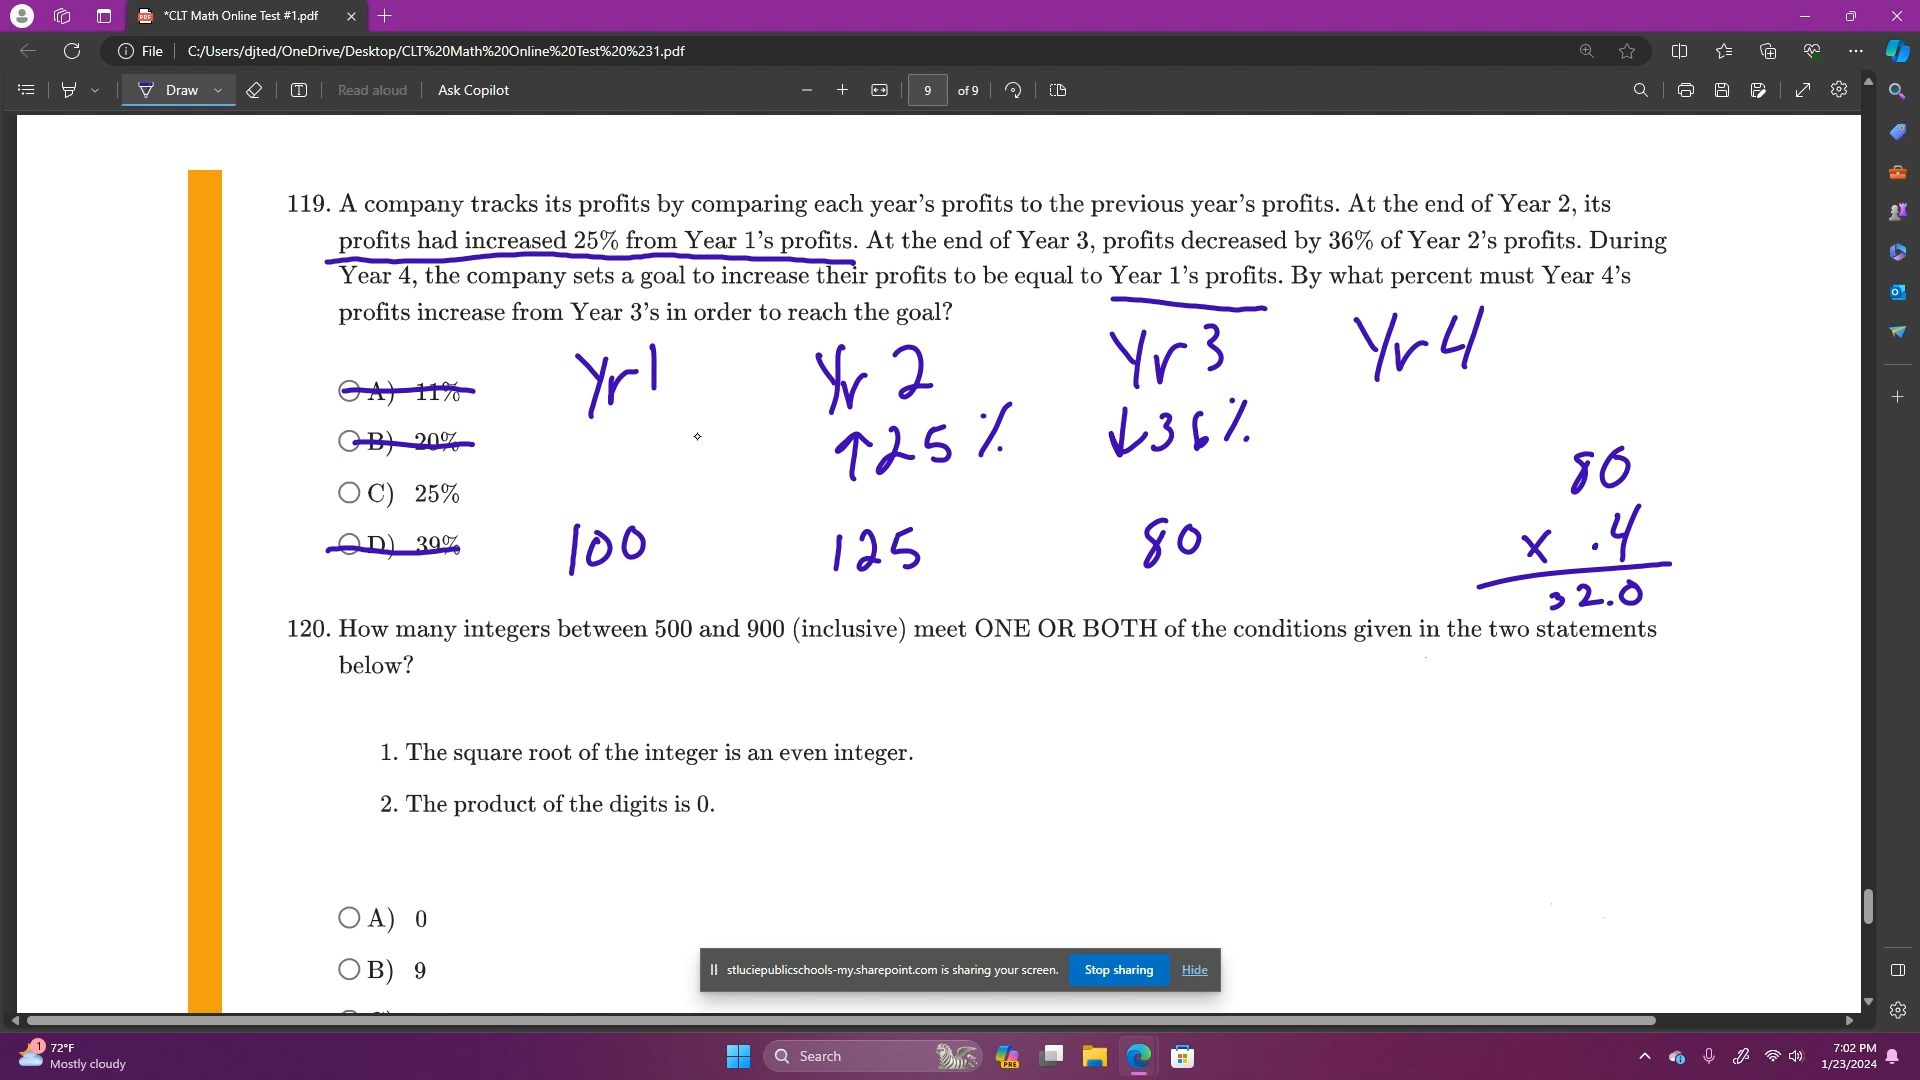 *CLT Math Online Test #1.pdf
File
C:/Users/djted/OneDrive/Desktop/CLT%20Math%20Online%20Test%20%231.pdf
Draw
Read aloud
Ask Copilot
9 of 9
119. A company tracks its profits by comparing each year's profits to the previous year's profits. At the end of Year 2, its
profits had increased 25% from Year 1's profits. At the end of Year 3, profits decreased by 36% of Year 2's profits. During
Year 4, the company sets a goal to increase their profits to be equal to Year 1's profits. By what percent must Year 4's
profits increase from Year 3's in order to reach the goal?
Yr 1 Yr 2 Yr 3 Yr 4
A) 11%
↑25% ↓36%
B) 20%
80
C) 25%
x .4
D) 39%
100 125 80
32.0
120. How many integers between 500 and 900 (inclusive) meet ONE OR BOTH of the conditions given in the two statements
below?
1. The square root of the integer is an even integer.
2. The product of the digits is 0.
A) 0
B) 9
stluciepublicschools-my.sharepoint.com is sharing your screen.
Stop sharing
Hide
1
72°F
Mostly cloudy
Search
PRE
7:02 PM
1/23/2024